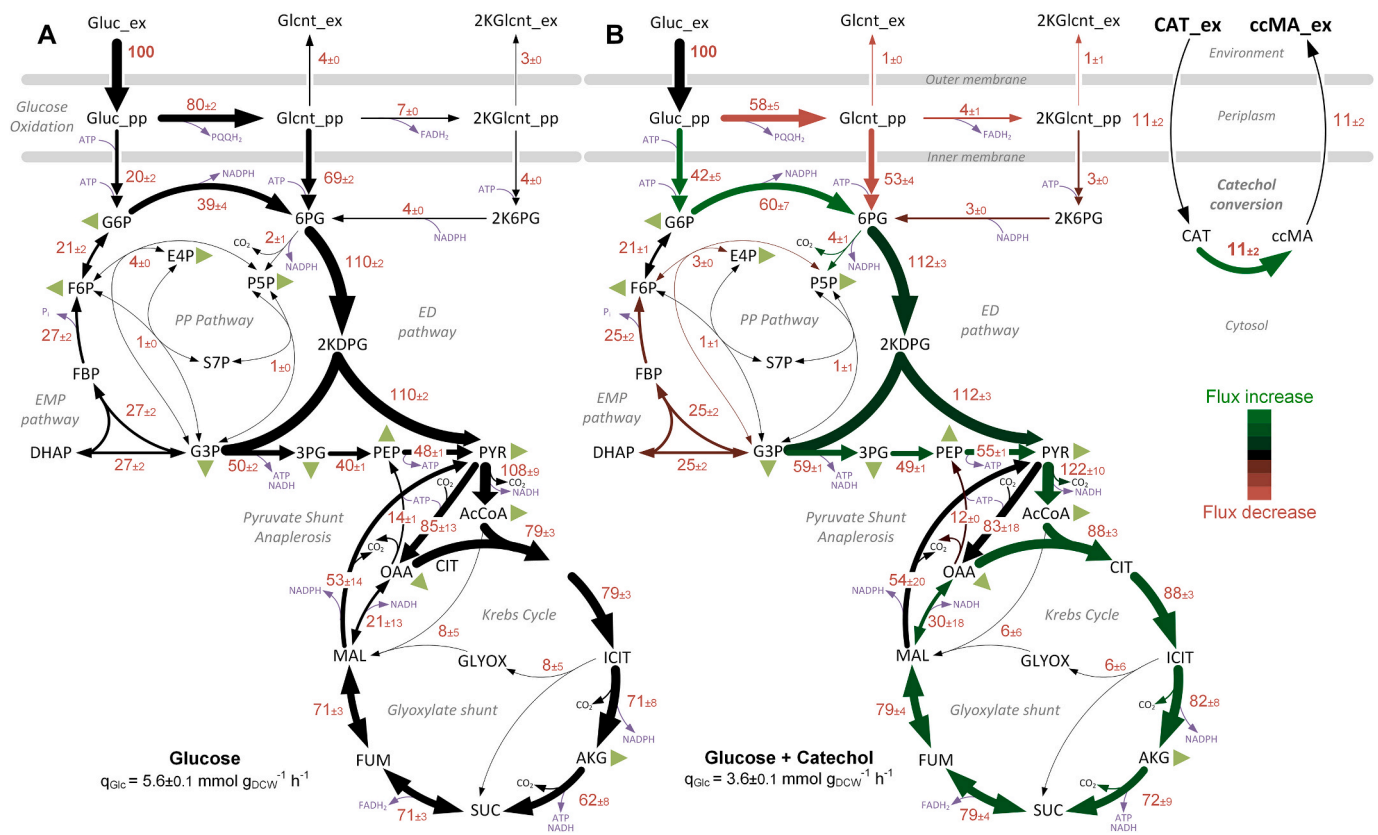 A
Gluc_ex
Glcnt_ex
2KGlcnt_ex
100
4±0
3±0
Glucose
Oxidation
Gluc_pp
80±2
PQQH₂
Glcnt_pp
7±0
FADH₂
2KGlcnt_pp
ATP
20±2
ATP
69±2
ATP
4±0
NADPH
39±4
G6P
6PG
4±0
NADPH
2K6PG
21±2
4±0
E4P
CO₂
2±1
NADPH
P5P
110±2
F6P
Pᵢ
27±2
PP Pathway
ED
pathway
1±0
S7P
1±0
2KDPG
FBP
EMP
pathway
27±2
110±2
DHAP
27±2
G3P
50±2
ATP
NADH
3PG
40±1
PEP
48±1
ATP
PYR
108±9
CO₂
NADH
CO₂
ATP
Pyruvate Shunt
Anaplerosis
14±1
85±13
AcCoA
79±3
CO₂
OAA
CIT
53±14
NADPH
NADH
21±13
79±3
Krebs Cycle
8±5
MAL
GLYOX
8±5
ICIT
71±3
Glyoxylate shunt
CO₂
71±8
NADPH
Glucose
qGlc = 5.6±0.1 mmol gDCW⁻¹ h⁻¹
FUM
AKG
FADH₂
71±3
SUC
CO₂
62±8
ATP
NADH
B
Gluc_ex
Glcnt_ex
2KGlcnt_ex
CAT_ex
ccMA_ex
100
1±0
1±1
Environment
Outer membrane
Gluc_pp
58±5
PQQH₂
Glcnt_pp
4±1
FADH₂
2KGlcnt_pp
11±2
Periplasm
11±2
Inner membrane
ATP
42±5
ATP
53±4
ATP
3±0
NADPH
60±7
G6P
6PG
3±0
NADPH
2K6PG
Catechol
conversion
CAT
11±2
ccMA
21±1
3±0
E4P
CO₂
4±1
NADPH
P5P
112±3
F6P
Pᵢ
25±2
PP Pathway
ED
pathway
Cytosol
1±1
S7P
1±1
2KDPG
FBP
EMP
pathway
25±2
112±3
Flux increase
Flux decrease
DHAP
25±2
G3P
59±1
ATP
NADH
3PG
49±1
PEP
55±1
ATP
PYR
122±10
CO₂
NADH
CO₂
ATP
Pyruvate Shunt
Anaplerosis
12±0
83±18
AcCoA
88±3
CO₂
OAA
CIT
54±20
NADPH
NADH
30±18
88±3
Krebs Cycle
6±6
MAL
GLYOX
6±6
ICIT
79±4
Glyoxylate shunt
CO₂
82±8
NADPH
Glucose + Catechol
qGlc = 3.6±0.1 mmol gDCW⁻¹ h⁻¹
FUM
AKG
FADH₂
79±4
SUC
CO₂
72±9
ATP
NADH